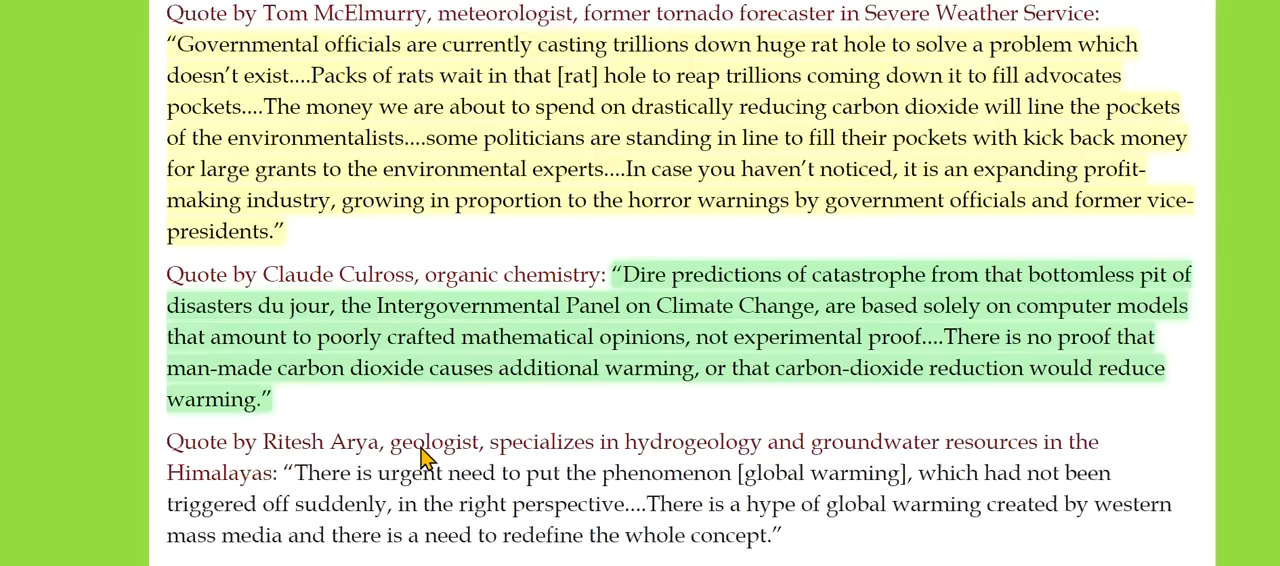 Quote by Tom McElmurry, meteorologist, former tornado forecaster in Severe Weather Service:
“Governmental officials are currently casting trillions down huge rat hole to solve a problem which
doesn’t exist....Packs of rats wait in that [rat] hole to reap trillions coming down it to fill advocates
pockets....The money we are about to spend on drastically reducing carbon dioxide will line the pockets
of the environmentalists....some politicians are standing in line to fill their pockets with kick back money
for large grants to the environmental experts....In case you haven’t noticed, it is an expanding profit-
making industry, growing in proportion to the horror warnings by government officials and former vice-
presidents.”
Quote by Claude Culross, organic chemistry: “Dire predictions of catastrophe from that bottomless pit of
disasters du jour, the Intergovernmental Panel on Climate Change, are based solely on computer models
that amount to poorly crafted mathematical opinions, not experimental proof....There is no proof that
man-made carbon dioxide causes additional warming, or that carbon-dioxide reduction would reduce
warming.”
Quote by Ritesh Arya, geologist, specializes in hydrogeology and groundwater resources in the
Himalayas: “There is urgent need to put the phenomenon [global warming], which had not been
triggered off suddenly, in the right perspective....There is a hype of global warming created by western
mass media and there is a need to redefine the whole concept.”